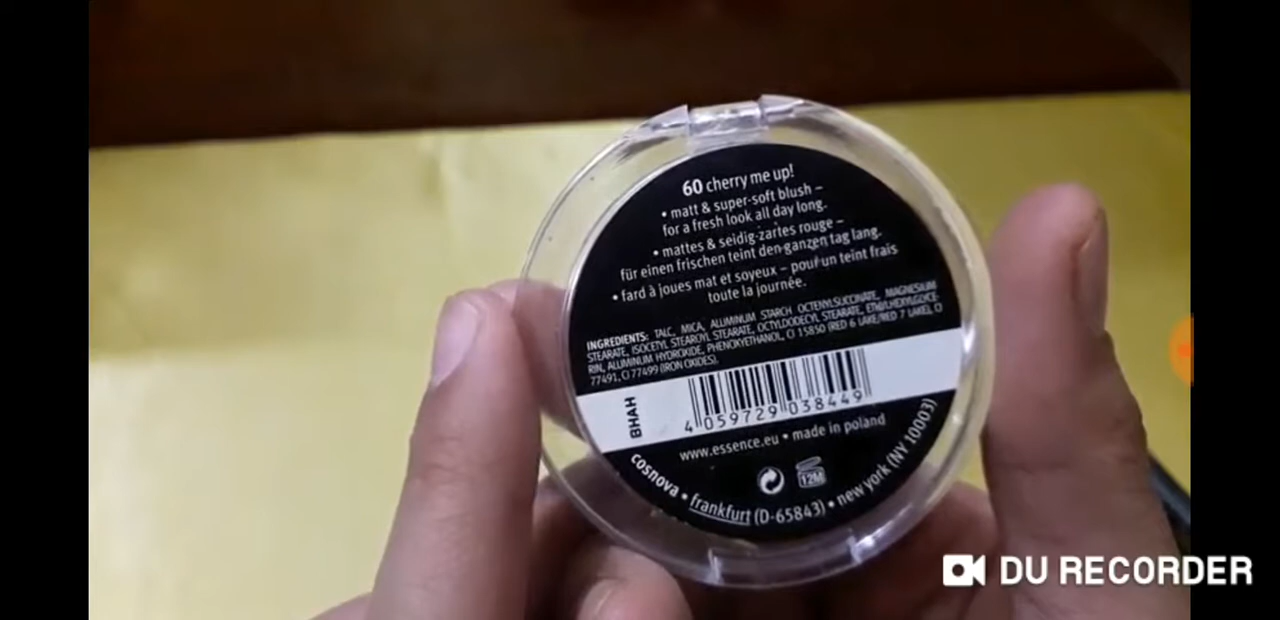 60 cherry me up!
• matt & super-soft blush –
for a fresh look all day long.
• mattes & seidig-zartes rouge –
für einen frischen teint den ganzen tag lang.
• fard à joues mat et soyeux – pour un teint frais
toute la journée.
INGREDIENTS: TALC, MICA, ALUMINUM STARCH OCTENYLSUCCINATE, MAGNESIUM
STEARATE, ISOCETYL STEAROYL STEARATE, OCTYLDODECYL STEARATE, ETHYLHEXYLGLYCE-
RIN, ALUMINUM HYDROXIDE, PHENOXYETHANOL, CI 15850 (RED 6 LAKE/RED 7 LAKE), CI
77491, CI 77499 (IRON OXIDES).
BHAH
4 059729 038449
www.essence.eu • made in poland
12M
cosnova • frankfurt (D-65843) • new york (NY 10003)
DU RECORDER